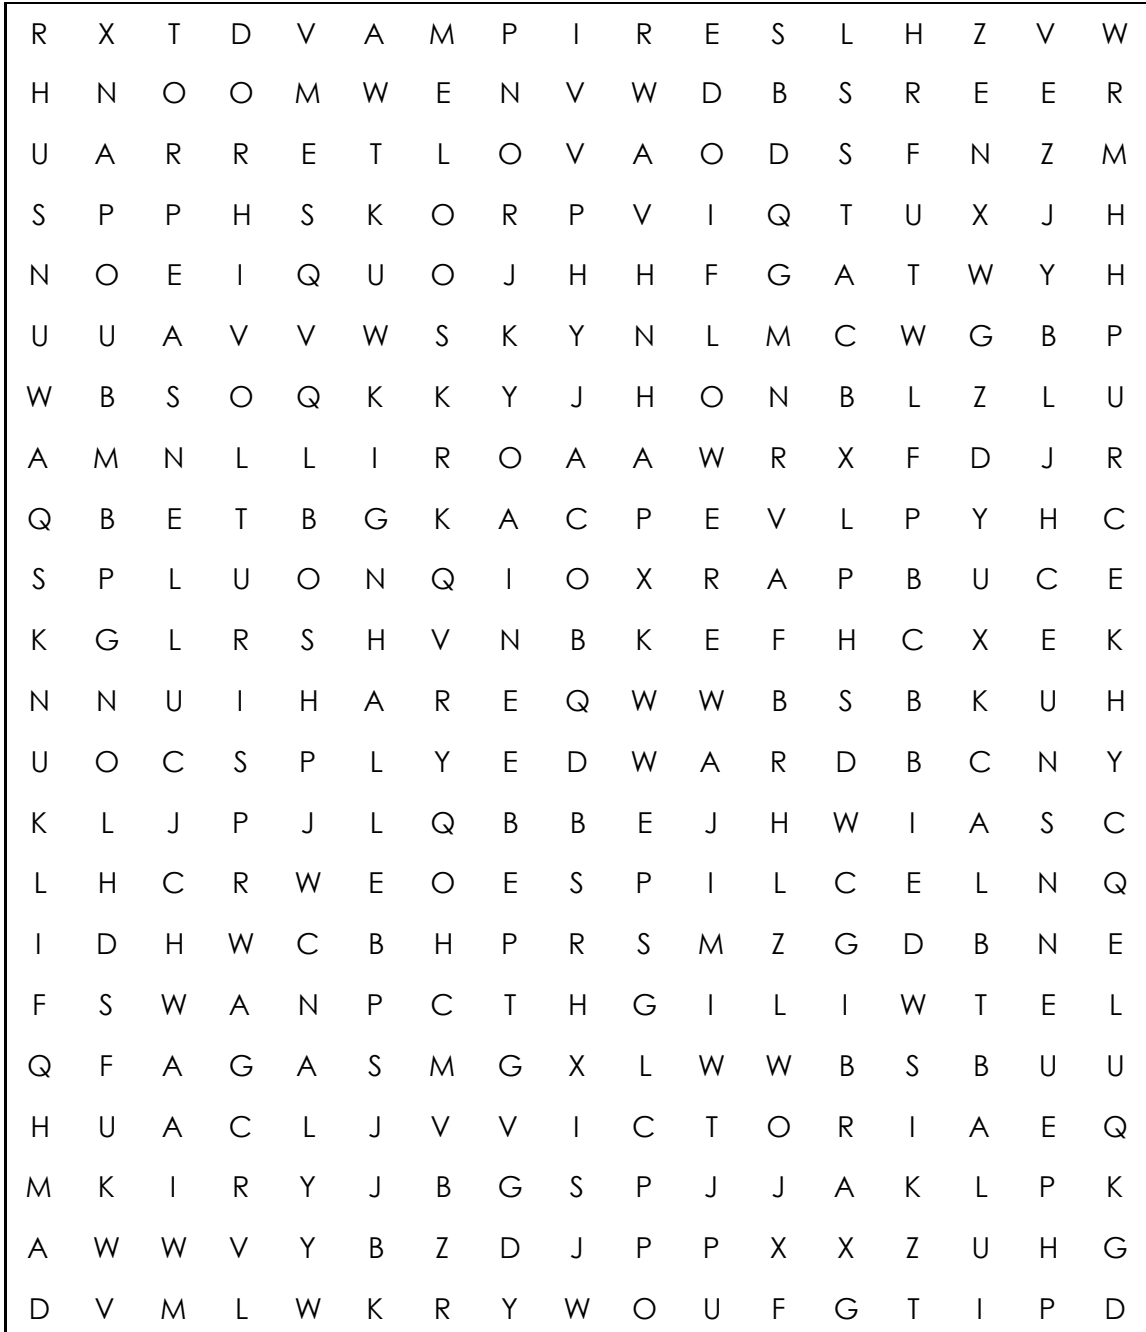 R X T D V A M P I R E S L H Z V W
H N O O M W E N V W D B S R E E R
U A R R E T L O V A O D S F N Z M
S P P H S K O R P V I Q T U X J H
N O E I Q U O J H H F G A T W Y H
U U A V V W S K Y N L M C W G B P
W B S O Q K K Y J H O N B L Z L U
A M N L L I R O A A W R X F D J R
Q B E T B G K A C P E V L P Y H C
S P L U O N Q I O X R A P B U C E
K G L R S H V N B K E F H C X E K
N N U I H A R E Q W W B S B K U H
U O C S P L Y E D W A R D B C N Y
K L J P J L Q B B E J H W I A S C
L H C R W E O E S P I L C E L N Q
I D H W C B H P R S M Z G D B N E
F S W A N P C T H G I L I W T E L
Q F A G A S M G X L W W B S B U U
H U A C L J V V I C T O R I A E Q
M K I R Y J B G S P J J A K L P K
A W W V Y B Z D J P P X X Z U H G
D V M L W K R Y W O U F G T I P D